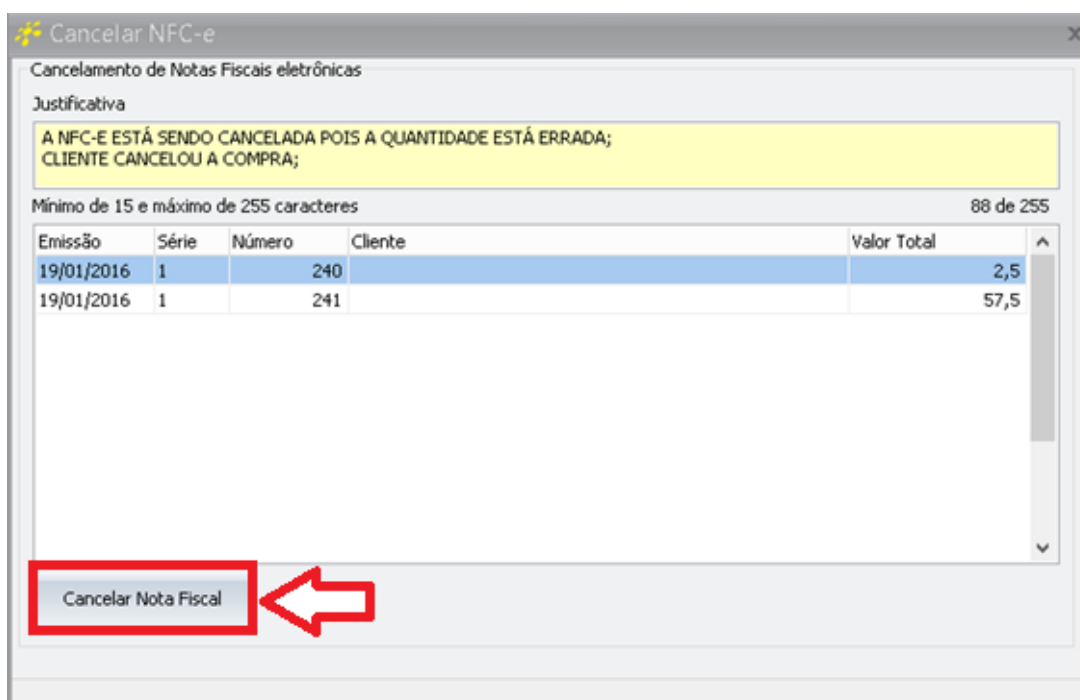 Cancelar NFC-e
Cancelamento de Notas Fiscais eletrônicas
Justificativa
A NFC-E ESTÁ SENDO CANCELADA POIS A QUANTIDADE ESTÁ ERRADA;
CLIENTE CANCELOU A COMPRA;
Mínimo de 15 e máximo de 255 caracteres 88 de 255
Emissão Série Número Cliente Valor Total
19/01/2016 1 240 2,5
19/01/2016 1 241 57,5
Cancelar Nota Fiscal